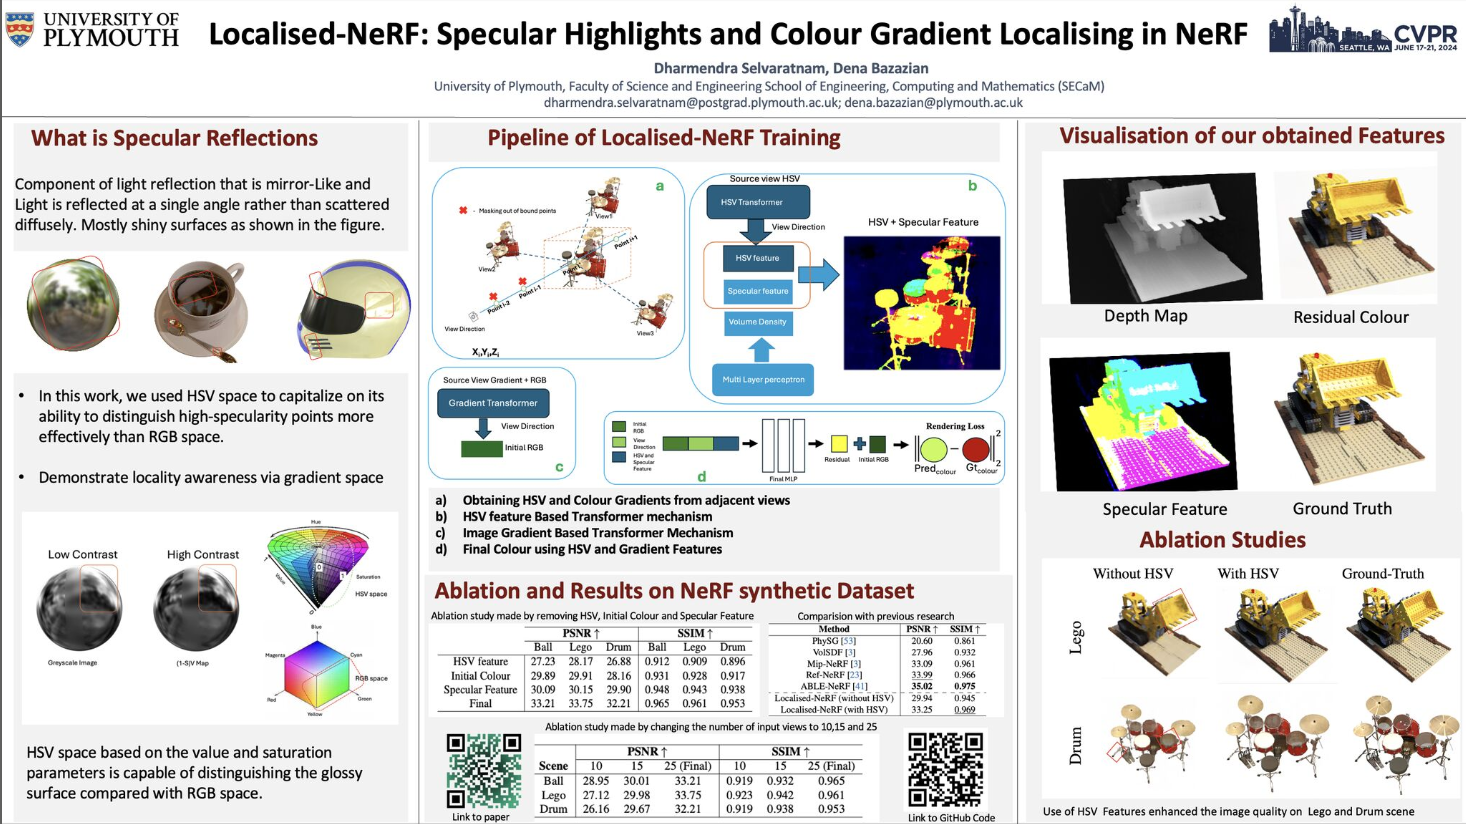 UNIVERSITY OF
PLYMOUTH
Localised-NeRF: Specular Highlights and Colour Gradient Localising in NeRF
SEATTLE, WA
CVPR
JUNE 17-21, 2024
Dharmendra Selvaratnam, Dena Bazazian
University of Plymouth, Faculty of Science and Engineering School of Engineering, Computing and Mathematics (SECaM)
dharmendra.selvaratnam@postgrad.plymouth.ac.uk; dena.bazazian@plymouth.ac.uk
What is Specular Reflections
Component of light reflection that is mirror-Like and
Light is reflected at a single angle rather than scattered
diffusely. Mostly shiny surfaces as shown in the figure.
• In this work, we used HSV space to capitalize on its
ability to distinguish high-specularity points more
effectively than RGB space.
• Demonstrate locality awareness via gradient space
Low Contrast
High Contrast
Greyscale Image
(1-S)V Map
Hue
Value
Saturation
HSV space
Blue
Magenta
Cyan
RGB space
Red
Green
Yellow
HSV space based on the value and saturation
parameters is capable of distinguishing the glossy
surface compared with RGB space.
Pipeline of Localised-NeRF Training
a
- Masking out of bound points
View1
View2
View3
Point i+1
Point i-1
Point i-2
View Direction
Xi,Yi,Zi
b
Source view HSV
HSV Transformer
View Direction
HSV feature
Specular feature
Volume Density
Multi Layer perceptron
HSV + Specular Feature
Source View Gradient + RGB
Gradient Transformer
View Direction
Initial RGB
c
Initial
RGB
View
Direction
HSV and
Specular
Feature
d
Final MLP
Residual
Initial RGB
Rendering Loss
2
2
Predcolour
Gtcolour
a) Obtaining HSV and Colour Gradients from adjacent views
b) HSV feature Based Transformer mechanism
c) Image Gradient Based Transformer Mechanism
d) Final Colour using HSV and Gradient Features
Ablation and Results on NeRF synthetic Dataset
Ablation study made by removing HSV, Initial Colour and Specular Feature
PSNR ↑ SSIM ↑
Ball Lego Drum Ball Lego Drum
HSV feature 27.23 28.17 26.88 0.912 0.909 0.896
Initial Colour 29.89 29.91 28.16 0.931 0.928 0.917
Specular Feature 30.09 30.15 29.90 0.948 0.943 0.938
Final 33.21 33.75 32.21 0.965 0.961 0.953
Comparision with previous research
Method PSNR ↑ SSIM ↑
PhySG [53] 20.60 0.861
VolSDF [3] 27.96 0.932
Mip-NeRF [3] 33.09 0.961
Ref-NeRF [23] 33.99 0.966
ABLE-NeRF [41] 35.02 0.975
Localised-NeRF (without HSV) 29.94 0.945
Localised-NeRF (with HSV) 33.25 0.969
Ablation study made by changing the number of input views to 10,15 and 25
PSNR ↑ SSIM ↑
Scene 10 15 25 (Final) 10 15 25 (Final)
Ball 28.95 30.01 33.21 0.919 0.932 0.965
Lego 27.12 29.98 33.75 0.923 0.942 0.961
Drum 26.16 29.67 32.21 0.919 0.938 0.953
Link to paper
Link to GitHub Code
Visualisation of our obtained Features
Depth Map
Residual Colour
Specular Feature
Ground Truth
Ablation Studies
Without HSV
With HSV
Ground-Truth
Lego
Drum
Use of HSV Features enhanced the image quality on Lego and Drum scene